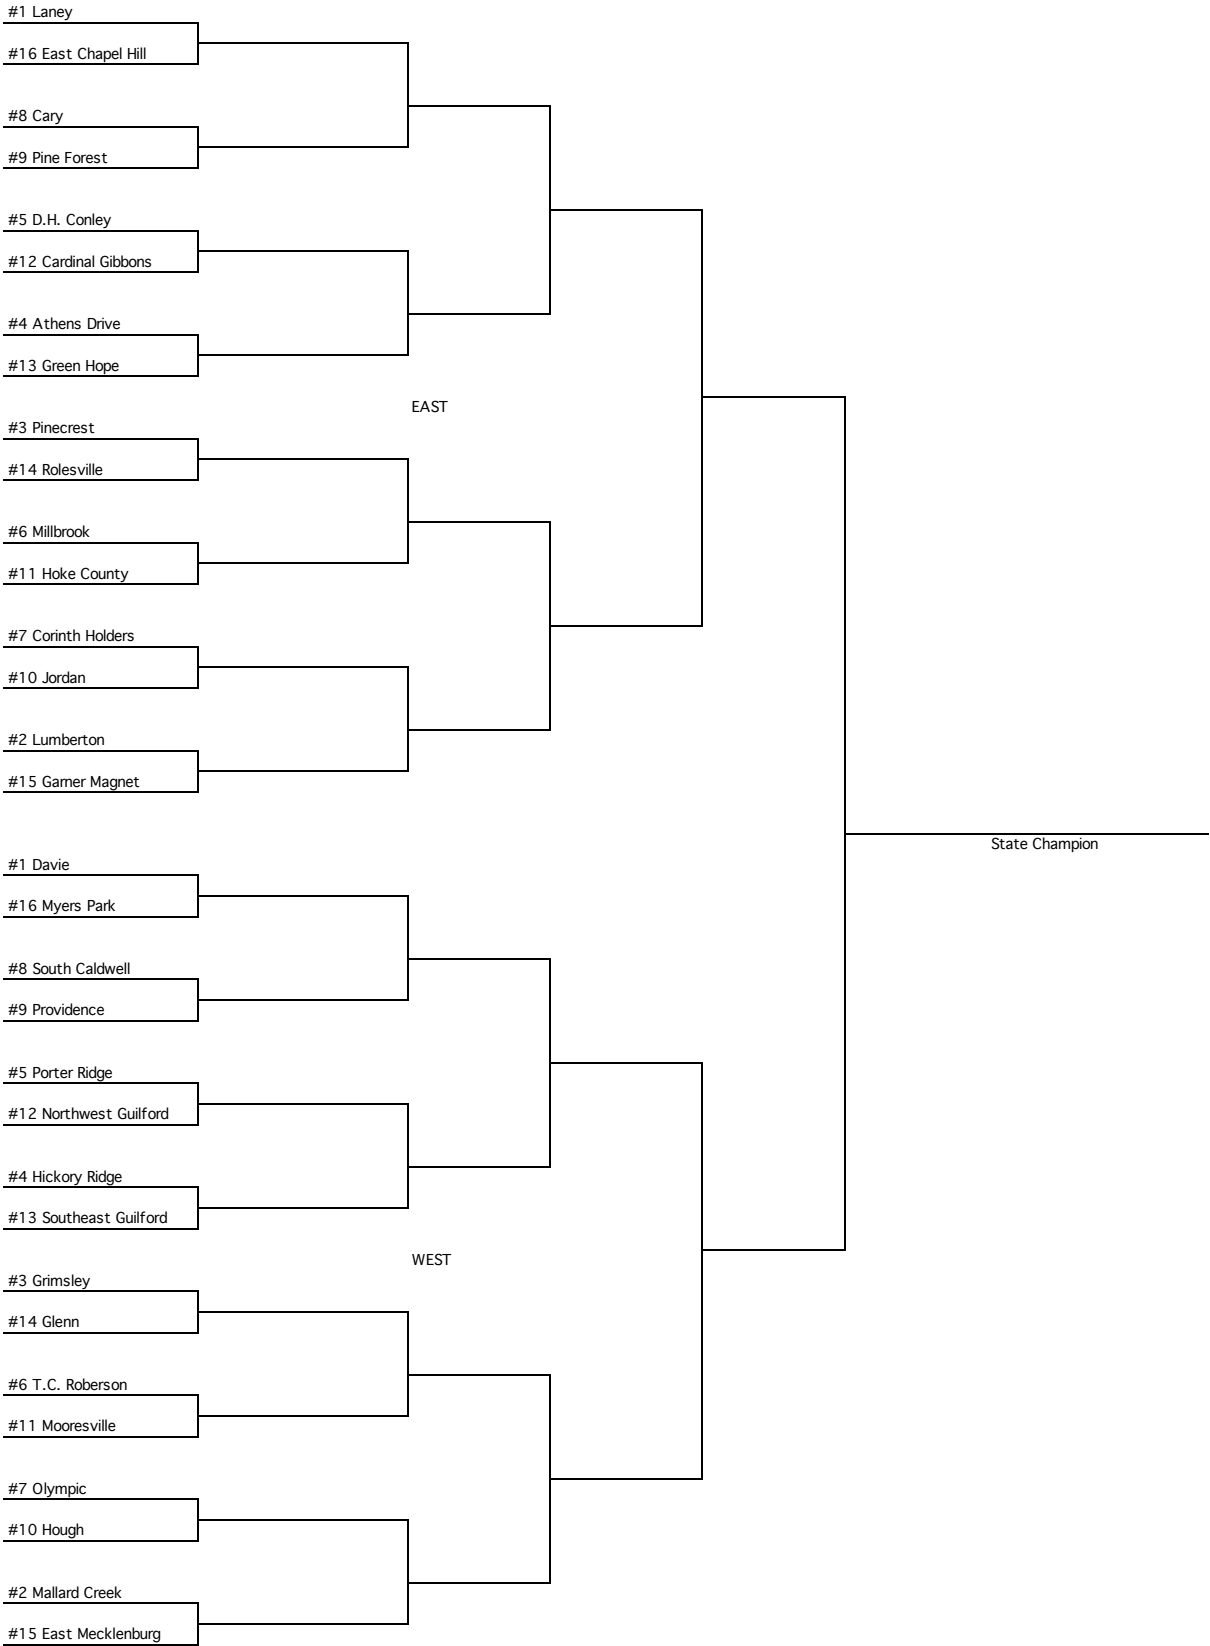 #1 Laney
#16 East Chapel Hill
#8 Cary
#9 Pine Forest
#5 D.H. Conley
#12 Cardinal Gibbons
#4 Athens Drive
#13 Green Hope
EAST
#3 Pinecrest
#14 Rolesville
#6 Millbrook
#11 Hoke County
#7 Corinth Holders
#10 Jordan
#2 Lumberton
#15 Garner Magnet
State Champion
#1 Davie
#16 Myers Park
#8 South Caldwell
#9 Providence
#5 Porter Ridge
#12 Northwest Guilford
#4 Hickory Ridge
#13 Southeast Guilford
WEST
#3 Grimsley
#14 Glenn
#6 T.C. Roberson
#11 Mooresville
#7 Olympic
#10 Hough
#2 Mallard Creek
#15 East Mecklenburg